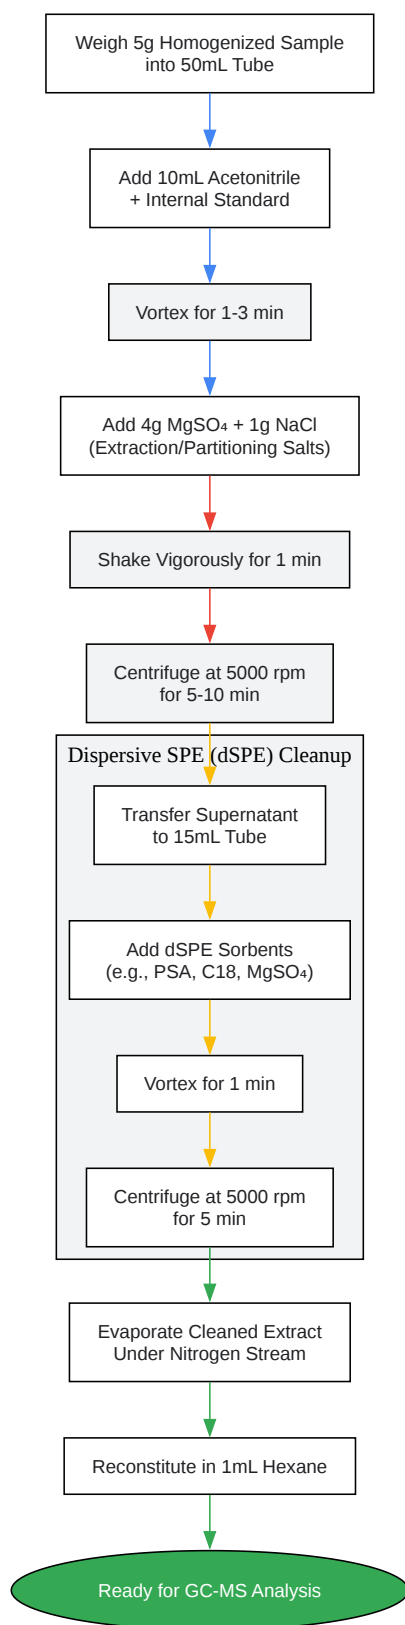 Weigh 5g Homogenized Sample
into 50mL Tube
Add 10mL Acetonitrile
+ Internal Standard
Vortex for 1-3 min
Add 4g MgSO₄ + 1g NaCl
(Extraction/Partitioning Salts)
Shake Vigorously for 1 min
Centrifuge at 5000 rpm
for 5-10 min
Dispersive SPE (dSPE) Cleanup
Transfer Supernatant
to 15mL Tube
Add dSPE Sorbents
(e.g., PSA, C18, MgSO₄)
Vortex for 1 min
Centrifuge at 5000 rpm
for 5 min
Evaporate Cleaned Extract
Under Nitrogen Stream
Reconstitute in 1mL Hexane
Ready for GC-MS Analysis